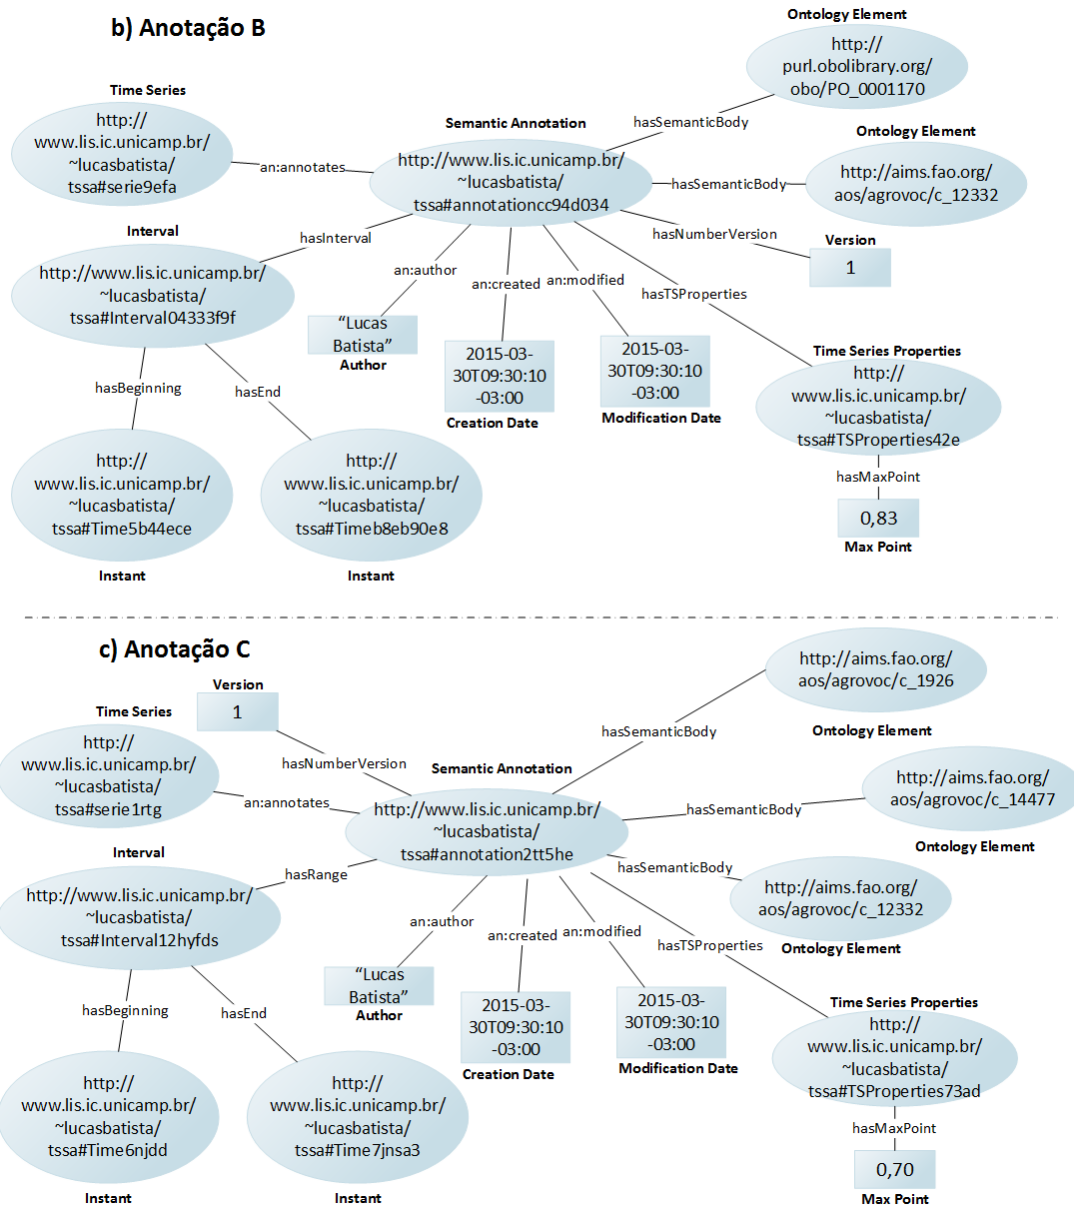 b) Anotação B
Ontology Element
http://
purl.obolibrary.org/
obo/PO_0001170
Time Series
http://
www.lis.ic.unicamp.br/
~lucasbatista/
tssa#serie9efa
an:annotates
Semantic Annotation
http://www.lis.ic.unicamp.br/
~lucasbatista/
tssa#annotationcc94d034
hasSemanticBody
Ontology Element
http://aims.fao.org/
aos/agrovoc/c_12332
hasSemanticBody
hasNumberVersion
Version
1
Interval
http://www.lis.ic.unicamp.br/
~lucasbatista/
tssa#Interval04333f9f
hasInterval
an:author
"Lucas
Batista"
Author
an:created
2015-03-
30T09:30:10
-03:00
Creation Date
an:modified
2015-03-
30T09:30:10
-03:00
Modification Date
hasTSProperties
Time Series Properties
http://
www.lis.ic.unicamp.br/
~lucasbatista/
tssa#TSProperties42e
hasMaxPoint
0,83
Max Point
hasBeginning
hasEnd
http://
www.lis.ic.unicamp.br/
~lucasbatista/
tssa#Time5b44ece
Instant
http://
www.lis.ic.unicamp.br/
~lucasbatista/
tssa#Timeb8eb90e8
Instant
c) Anotação C
Version
1
hasNumberVersion
Time Series
http://
www.lis.ic.unicamp.br/
~lucasbatista/
tssa#serie1rtg
an:annotates
Semantic Annotation
http://www.lis.ic.unicamp.br/
~lucasbatista/
tssa#annotation2tt5he
hasSemanticBody
http://aims.fao.org/
aos/agrovoc/c_1926
Ontology Element
hasSemanticBody
http://aims.fao.org/
aos/agrovoc/c_14477
Ontology Element
hasSemanticBody
http://aims.fao.org/
aos/agrovoc/c_12332
Ontology Element
Interval
http://www.lis.ic.unicamp.br/
~lucasbatista/
tssa#Interval12hyfds
hasRange
an:author
"Lucas
Batista"
Author
an:created
2015-03-
30T09:30:10
-03:00
Creation Date
an:modified
2015-03-
30T09:30:10
-03:00
Modification Date
hasTSProperties
Time Series Properties
http://
www.lis.ic.unicamp.br/
~lucasbatista/
tssa#TSProperties73ad
hasMaxPoint
0,70
Max Point
hasBeginning
hasEnd
http://
www.lis.ic.unicamp.br/
~lucasbatista/
tssa#Time6njdd
Instant
http://
www.lis.ic.unicamp.br/
~lucasbatista/
tssa#Time7jnsa3
Instant